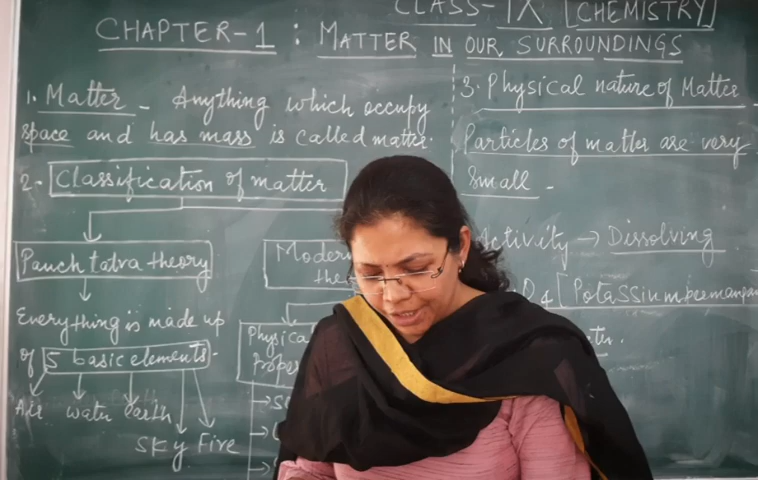 CLASS-IX [CHEMISTRY]
CHAPTER-1 : MATTER IN OUR SURROUNDINGS
1. Matter - Anything which occupy
space and has mass is called matter.
2- Classification of matter
Panch tatva theory
Everything is made up
of 5 basic elements-
Air water earth
Sky Fire
Modern
3. Physical nature of Matter
Particles of matter are very
Small -
Activity → Dissolving
[Potassium